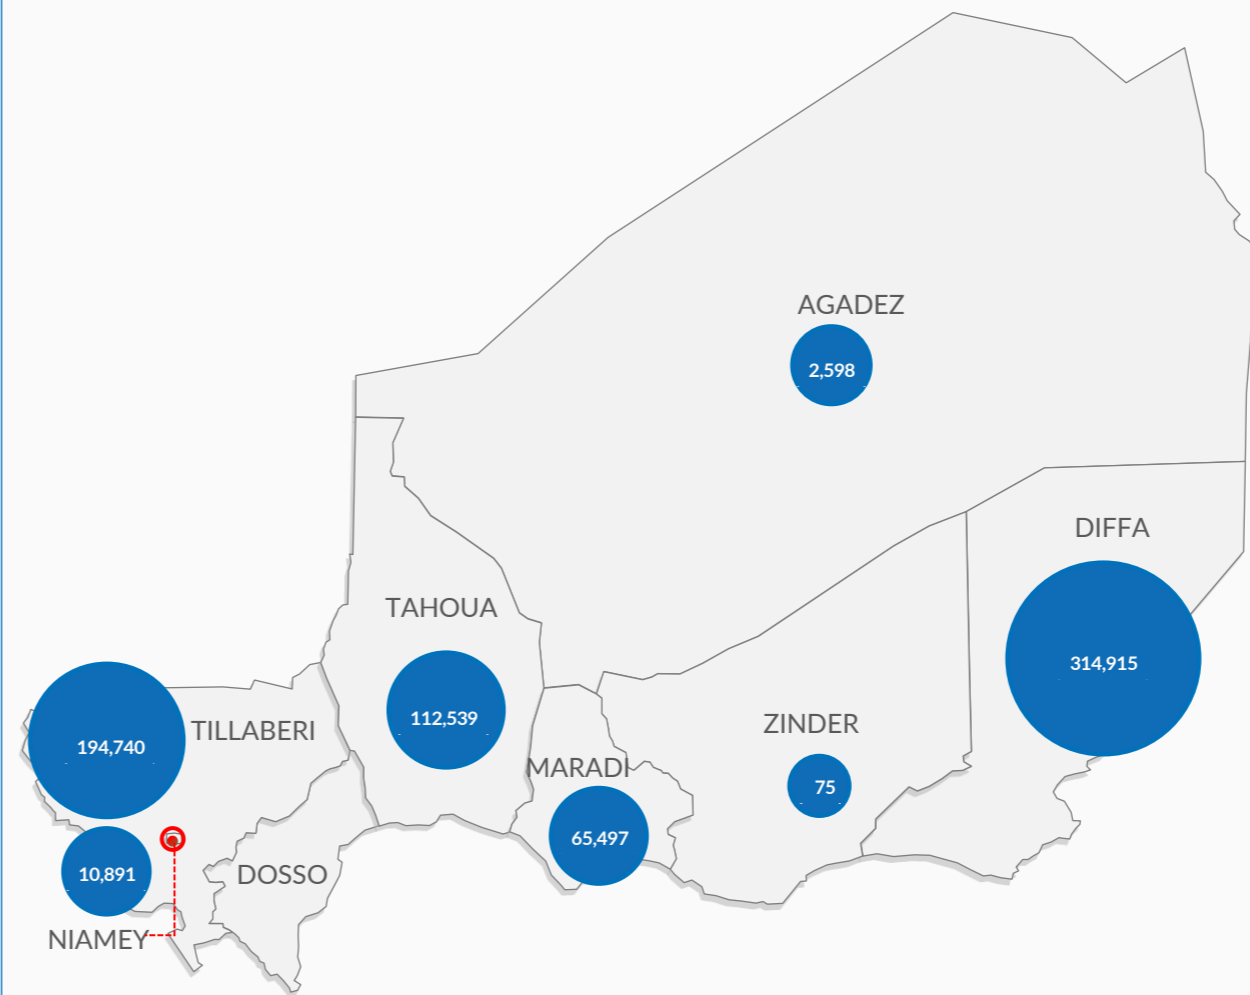 AGADEZ
2,598
DIFFA
314,915
TAHOUA
112,539
TILLABERI
194,740
ZINDER
75
MARADI
65,497
DOSSO
10,891
NIAMEY